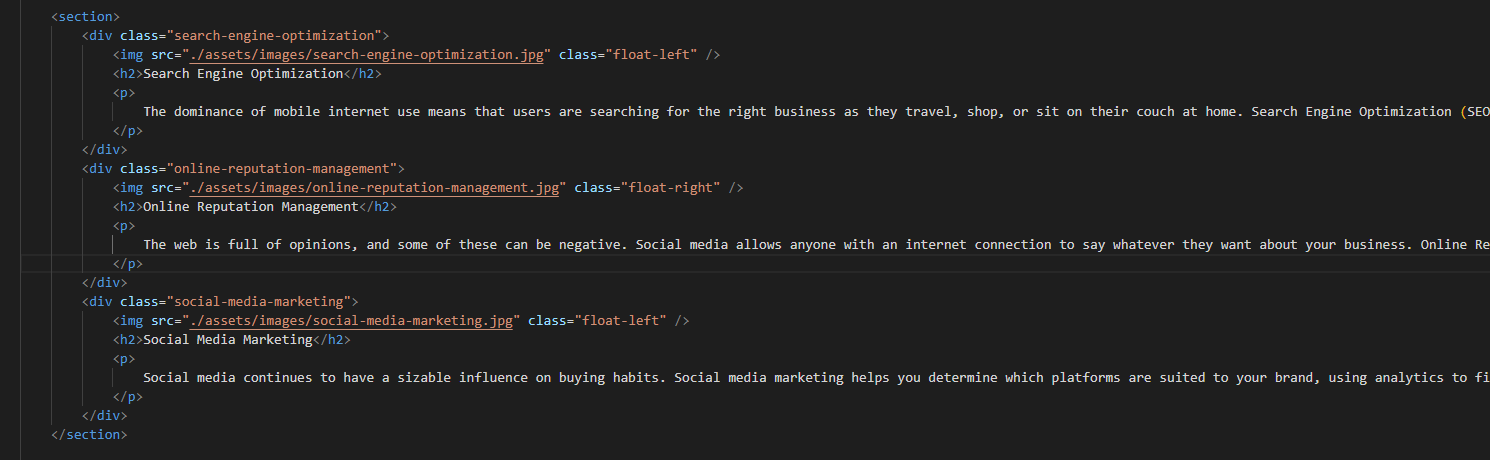 <section>
<div class="search-engine-optimization">
<img src="./assets/images/search-engine-optimization.jpg" class="float-left" />
<h2>Search Engine Optimization</h2>
<p>
The dominance of mobile internet use means that users are searching for the right business as they travel, shop, or sit on their couch at home. Search Engine Optimization (SEO
</p>
</div>
<div class="online-reputation-management">
<img src="./assets/images/online-reputation-management.jpg" class="float-right" />
<h2>Online Reputation Management</h2>
<p>
The web is full of opinions, and some of these can be negative. Social media allows anyone with an internet connection to say whatever they want about your business. Online Re
</p>
</div>
<div class="social-media-marketing">
<img src="./assets/images/social-media-marketing.jpg" class="float-left" />
<h2>Social Media Marketing</h2>
<p>
Social media continues to have a sizable influence on buying habits. Social media marketing helps you determine which platforms are suited to your brand, using analytics to fi
</p>
</div>
</section>